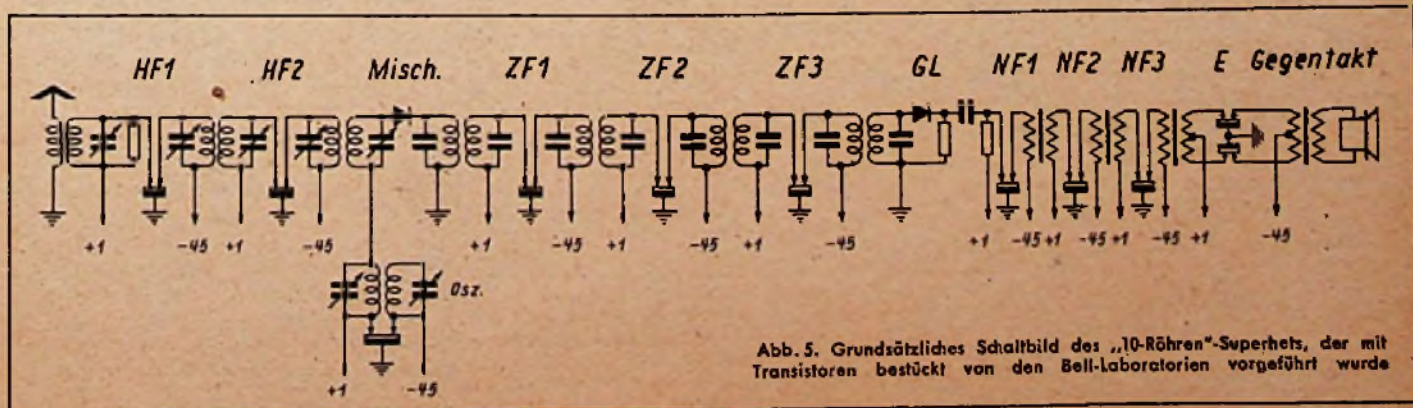 HF1 HF2 Misch. ZF1 ZF2 ZF3 GL NF1 NF2 NF3 E Gegentakt
+1 -45 +1 -45 +1 -45 +1 -45 +1 -45 +1 -45 +1 -45 +1 -45 +1 -45
Osz.
+1 -45
Abb. 5. Grundsätzliches Schaltbild des „10-Röhren"-Superhets, der mit
Transistoren bestückt von den Bell-Laboratorien vorgeführt wurde